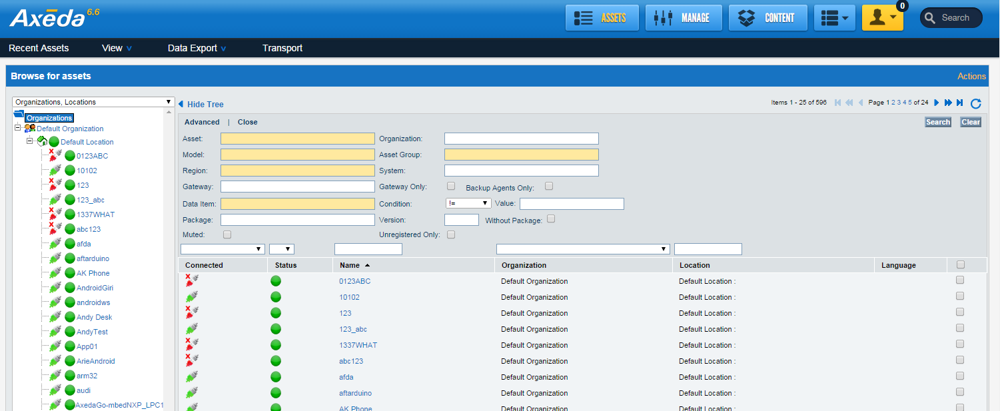 Axeda 6.6
ASSETS MANAGE CONTENT 0 Search
Recent Assets View Data Export Transport
Browse for assets Actions
Organizations, Locations
Hide Tree Items 1 - 25 of 596 Page 1 2 3 4 5 of 24
Organizations
Default Organization
Default Location
0123ABC
10102
123
123_abc
1337WHAT
abc123
afda
aftarduino
AK Phone
AndroidGiri
androidws
Andy Desk
AndyTest
App01
ArieAndroid
arm32
audi
AxedaGo-mbedNXP_LPC1
Advanced | Close Search Clear
Asset: Organization:
Model: Asset Group:
Region: System:
Gateway: Gateway Only: Backup Agents Only:
Data Item: Condition: != Value:
Package: Version: Without Package:
Muted: Unregistered Only:
Connected Status Name Organization Location Language
0123ABC Default Organization Default Location :
10102 Default Organization Default Location :
123 Default Organization Default Location :
123_abc Default Organization Default Location :
1337WHAT Default Organization Default Location :
abc123 Default Organization Default Location :
afda Default Organization Default Location :
aftarduino Default Organization Default Location :
AK Phone Default Organization Default Location :